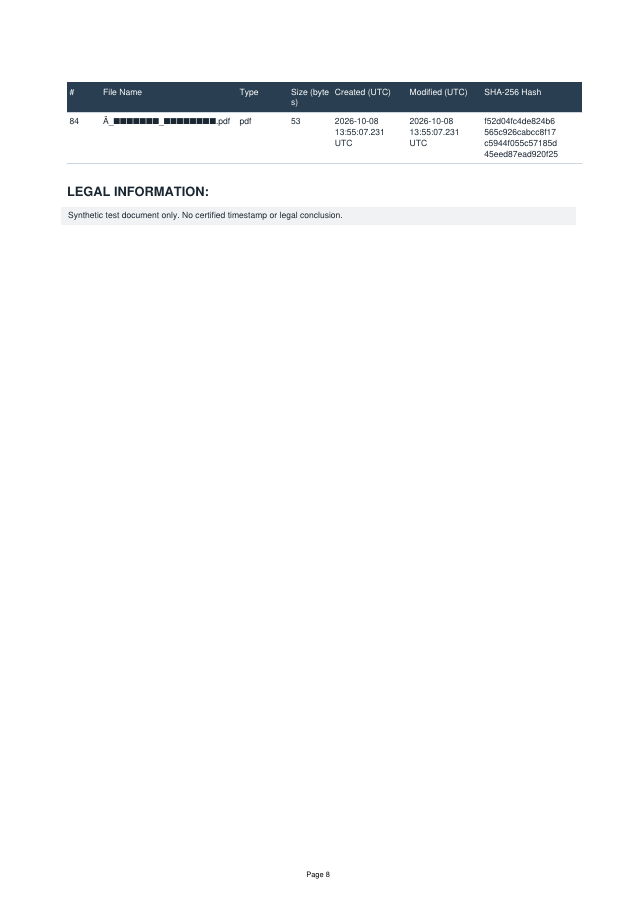 # File Name Type Size (byte Created (UTC) Modified (UTC) SHA-256 Hash
s)
84 Ä_■■■■■■■_■■■■■■■■.pdf pdf 53 2026-10-08 2026-10-08 f52d04fc4de824b6
13:55:07.231 13:55:07.231 565c926cabcc8f17
UTC UTC c5944f055c57185d
45eed87ead920f25
LEGAL INFORMATION:
Synthetic test document only. No certified timestamp or legal conclusion.
Page 8